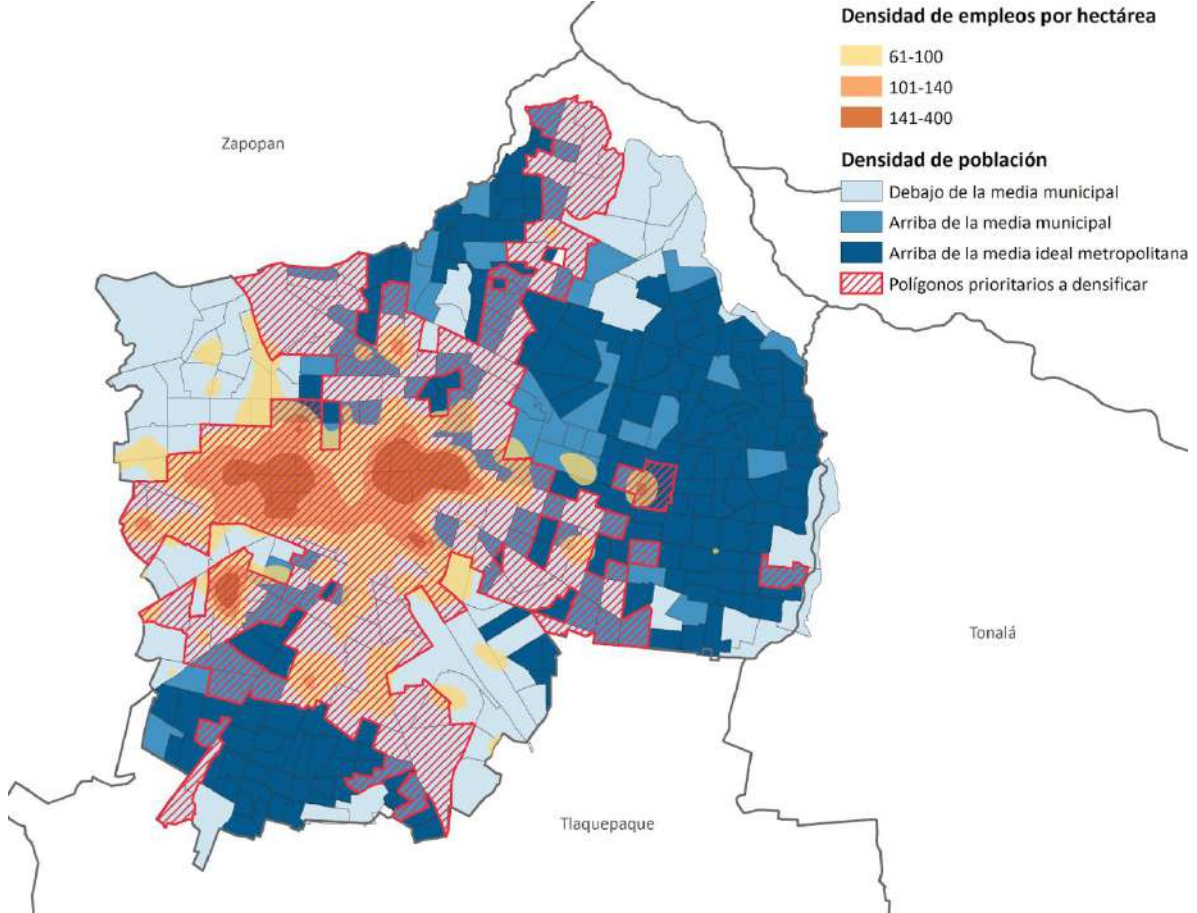 Densidad de empleos por hectárea
61-100
101-140
141-400
Densidad de población
Debajo de la media municipal
Arriba de la media municipal
Arriba de la media ideal metropolitana
Polígonos prioritarios a densificar
Zapopan
Tonalá
Tlaquepaque